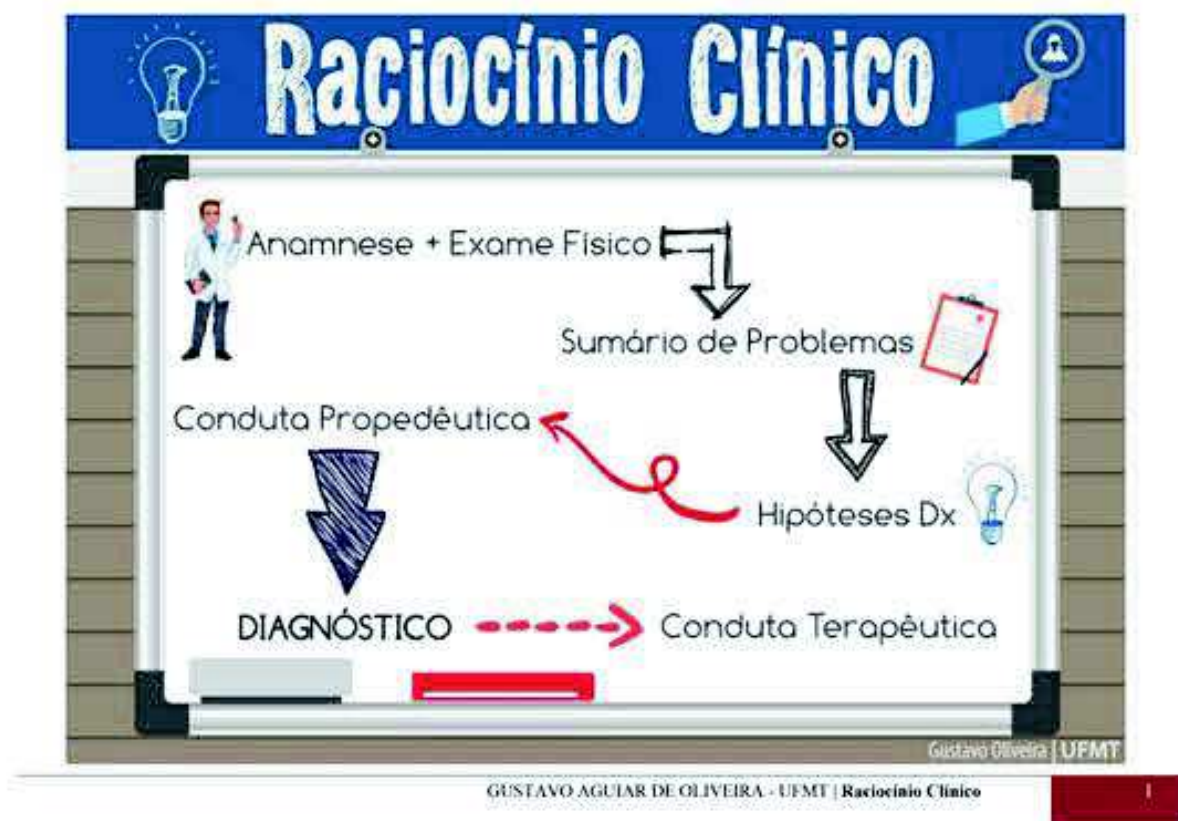 Raciocínio Clínico
Anamnese + Exame Físico
Sumário de Problemas
Conduta Propedêutica
Hipóteses Dx
DIAGNÓSTICO
Conduta Terapêutica
Gustavo Oliveira | UFMT
GUSTAVO AGUIAR DE OLIVEIRA - UFMT | Raciocínio Clínico
1